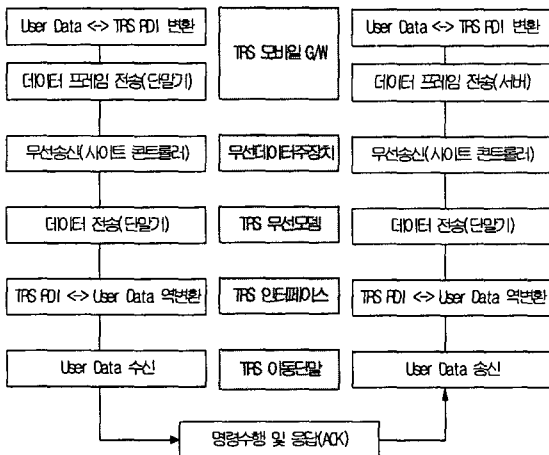 User Data <-> TRS RDI 변환
데이터 프레임 전송(단말기)
무선송신(사이트 콘트롤러)
데이터 전송(단말기)
TRS RDI <-> User Data 역변환
User Data 수신
TRS 모바일 G/W
무선데이터주장치
TRS 무선모뎀
TRS 인터페이스
TRS 이동단말
User Data <-> TRS RDI 변환
데이터 프레임 전송(서버)
무선송신(사이트 콘트롤러)
데이터 전송(단말기)
TRS RDI <-> User Data 역변환
User Data 송신
명령수행 및 응답(ACK)